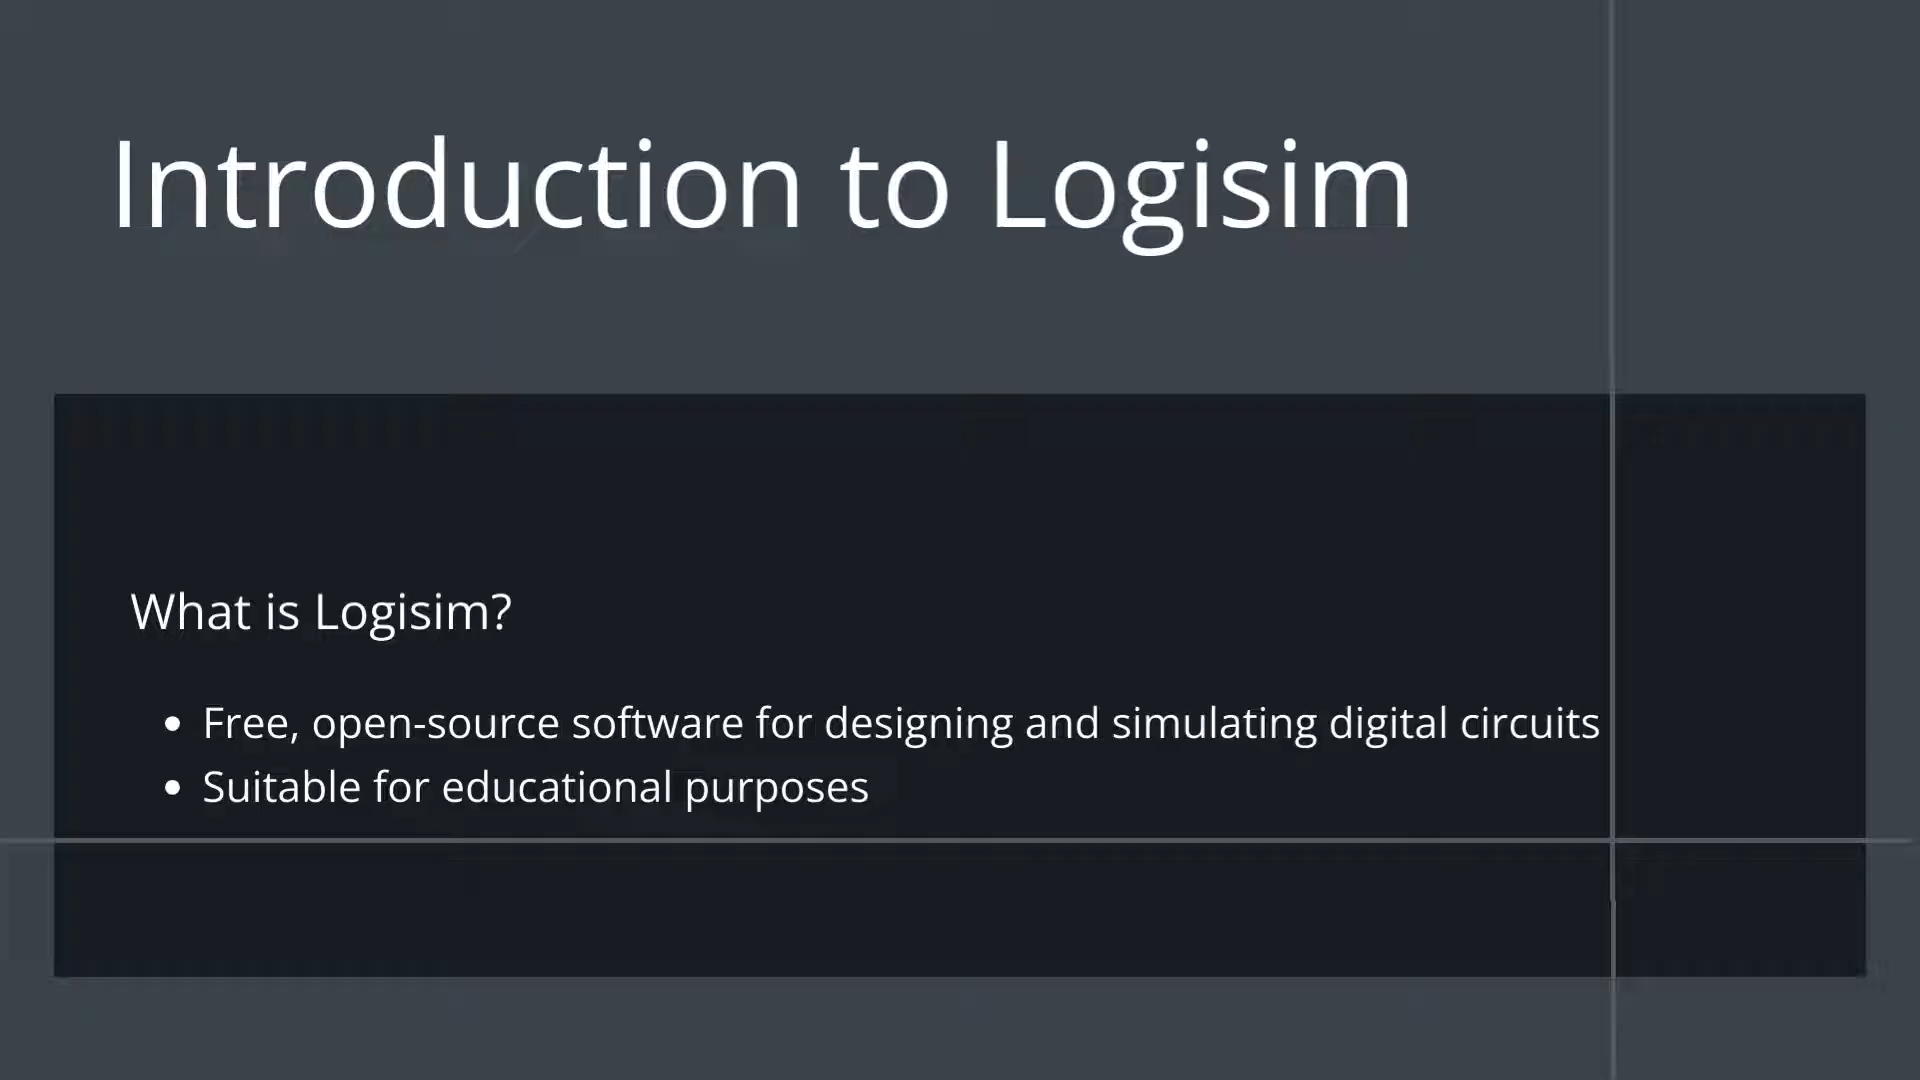 Introduction to Logisim
What is Logisim?
• Free, open-source software for designing and simulating digital circuits
• Suitable for educational purposes